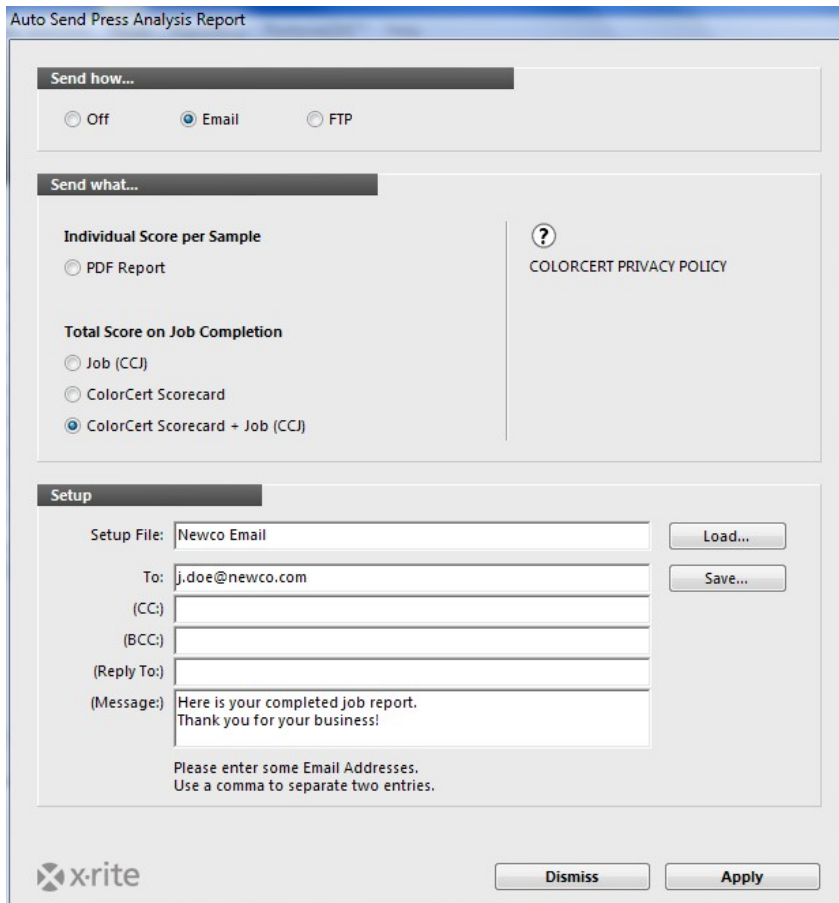 Auto Send Press Analysis Report
Send how...
Off Email FTP
Send what...
Individual Score per Sample
PDF Report
?
COLORCERT PRIVACY POLICY
Total Score on Job Completion
Job (CCJ)
ColorCert Scorecard
ColorCert Scorecard + Job (CCJ)
Setup
Setup File: Newco Email Load...
To: j.doe@newco.com Save...
(CC:)
(BCC:)
(Reply To:)
(Message:) Here is your completed job report.
Thank you for your business!
Please enter some Email Addresses.
Use a comma to separate two entries.
x·rite Dismiss Apply